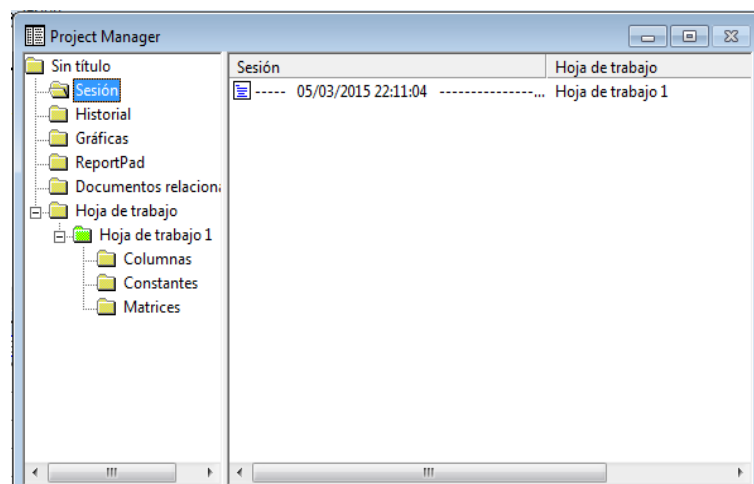 Project Manager
Sin título
Sesión
Historial
Gráficas
ReportPad
Documentos relacion
Hoja de trabajo
Hoja de trabajo 1
Columnas
Constantes
Matrices
Sesión Hoja de trabajo
----- 05/03/2015 22:11:04 ---------------... Hoja de trabajo 1